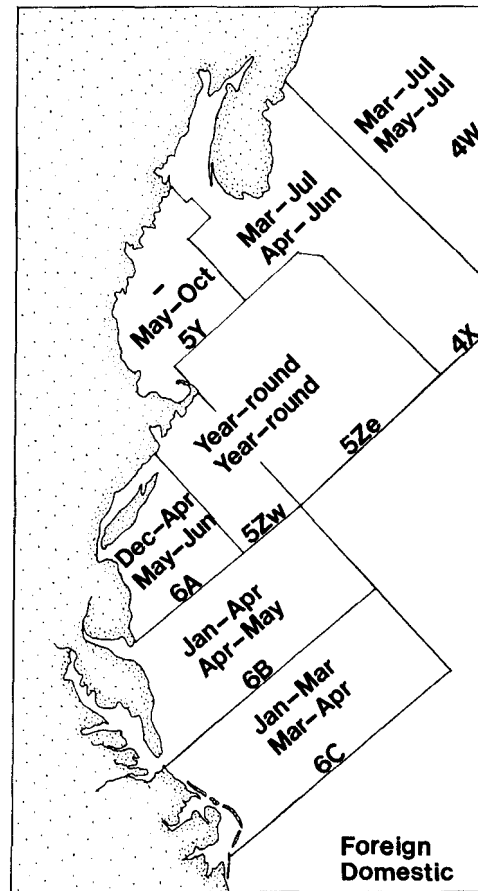 Mar–Jul
May–Jul
4W
Mar–Jul
Apr–Jun
4X
–
May–Oct
5Y
Year–round
Year–round
5Ze
5Zw
Dec–Apr
May–Jun
6A
Jan–Apr
Apr–May
6B
Jan–Mar
Mar–Apr
6C
Foreign
Domestic